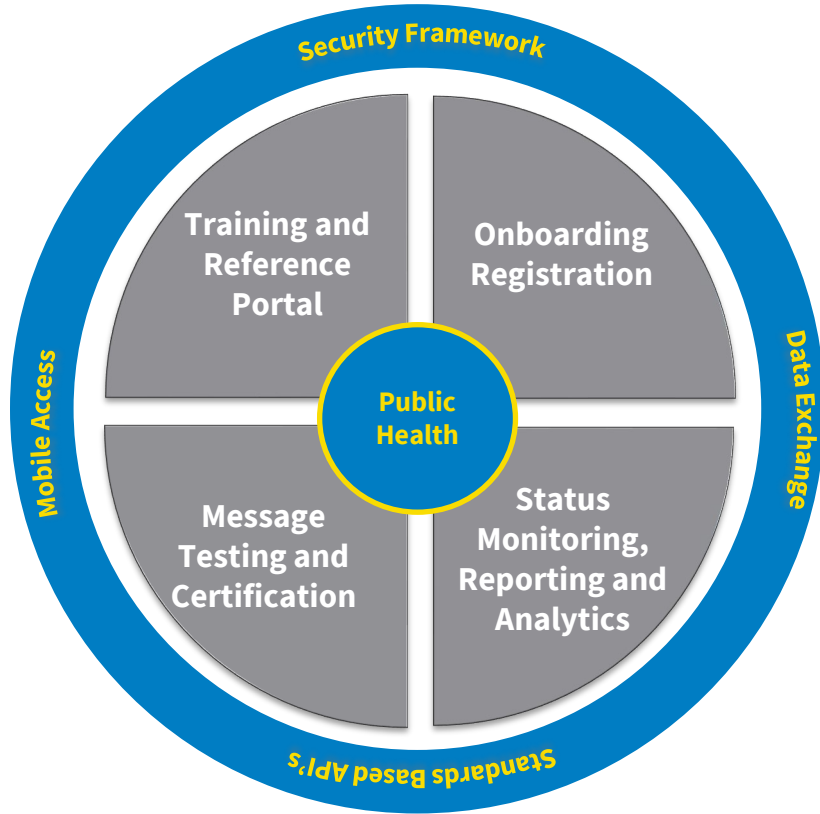 Security Framework
Training and
Reference
Portal
Onboarding
Registration
Mobile Access
Public
Health
Data Exchange
Message
Testing and
Certification
Status
Monitoring,
Reporting and
Analytics
Standards Based API's